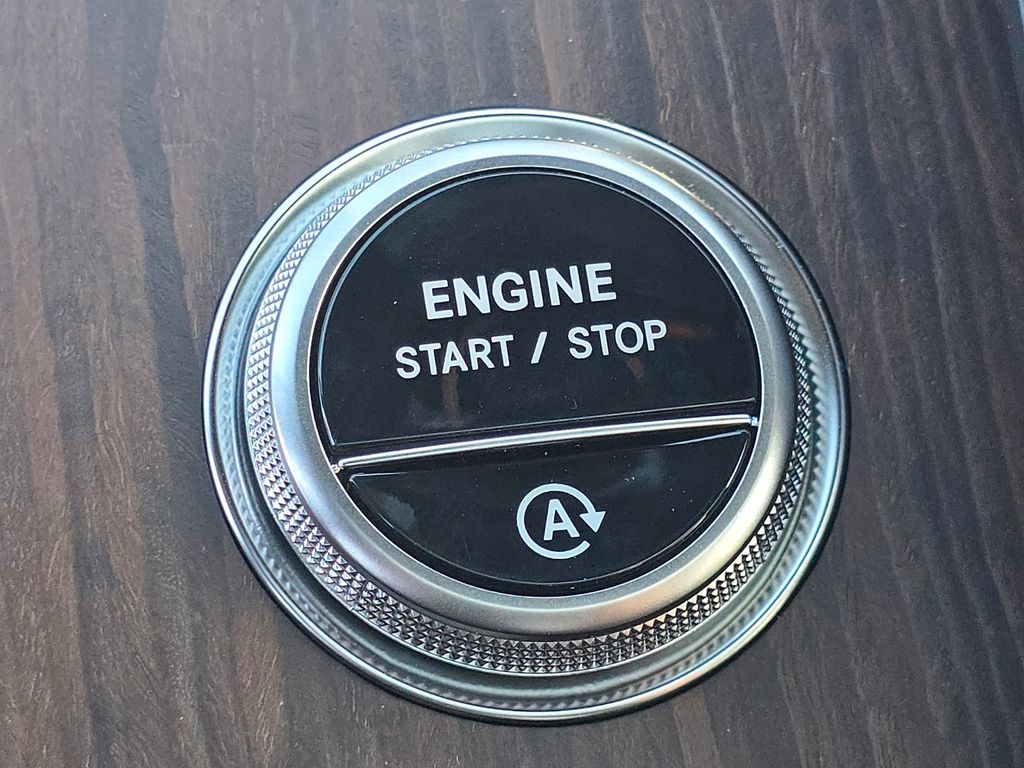 ENGINE
START / STOP
A